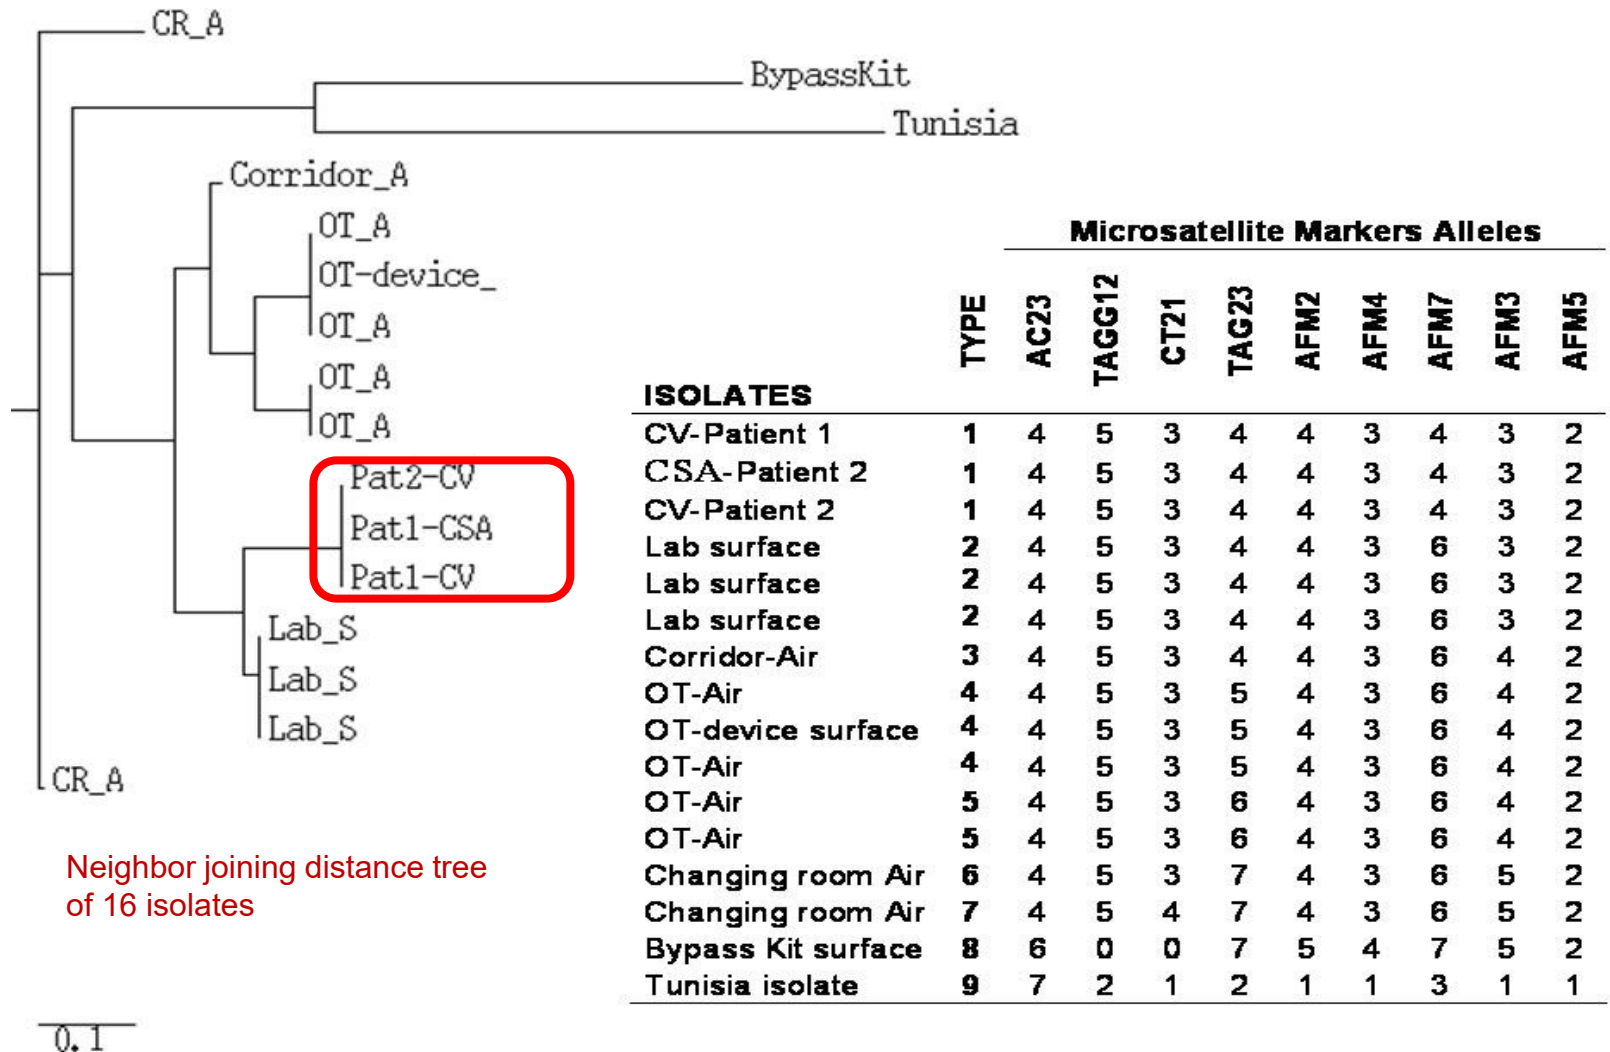 CR_A
BypassKit
Tunisia
Corridor_A
OT_A
OT-device_
OT_A
OT_A
OT_A
Pat2-CV
Pat1-CSA
Pat1-CV
Lab_S
Lab_S
Lab_S
CR_A
Neighbor joining distance tree
of 16 isolates
0.1
Microsatellite Markers Alleles
ISOLATES TYPE AC23 TAGG12 CT21 TAG23 AFM2 AFM4 AFM7 AFM3 AFM5
CV-Patient 1 1 4 5 3 4 4 3 4 3 2
CSA-Patient 2 1 4 5 3 4 4 3 4 3 2
CV-Patient 2 1 4 5 3 4 4 3 4 3 2
Lab surface 2 4 5 3 4 4 3 6 3 2
Lab surface 2 4 5 3 4 4 3 6 3 2
Lab surface 2 4 5 3 4 4 3 6 3 2
Corridor-Air 3 4 5 3 4 4 3 6 4 2
OT-Air 4 4 5 3 5 4 3 6 4 2
OT-device surface 4 4 5 3 5 4 3 6 4 2
OT-Air 4 4 5 3 5 4 3 6 4 2
OT-Air 5 4 5 3 6 4 3 6 4 2
OT-Air 5 4 5 3 6 4 3 6 4 2
Changing room Air 6 4 5 3 7 4 3 6 5 2
Changing room Air 7 4 5 4 7 4 3 6 5 2
Bypass Kit surface 8 6 0 0 7 5 4 7 5 2
Tunisia isolate 9 7 2 1 2 1 1 3 1 1